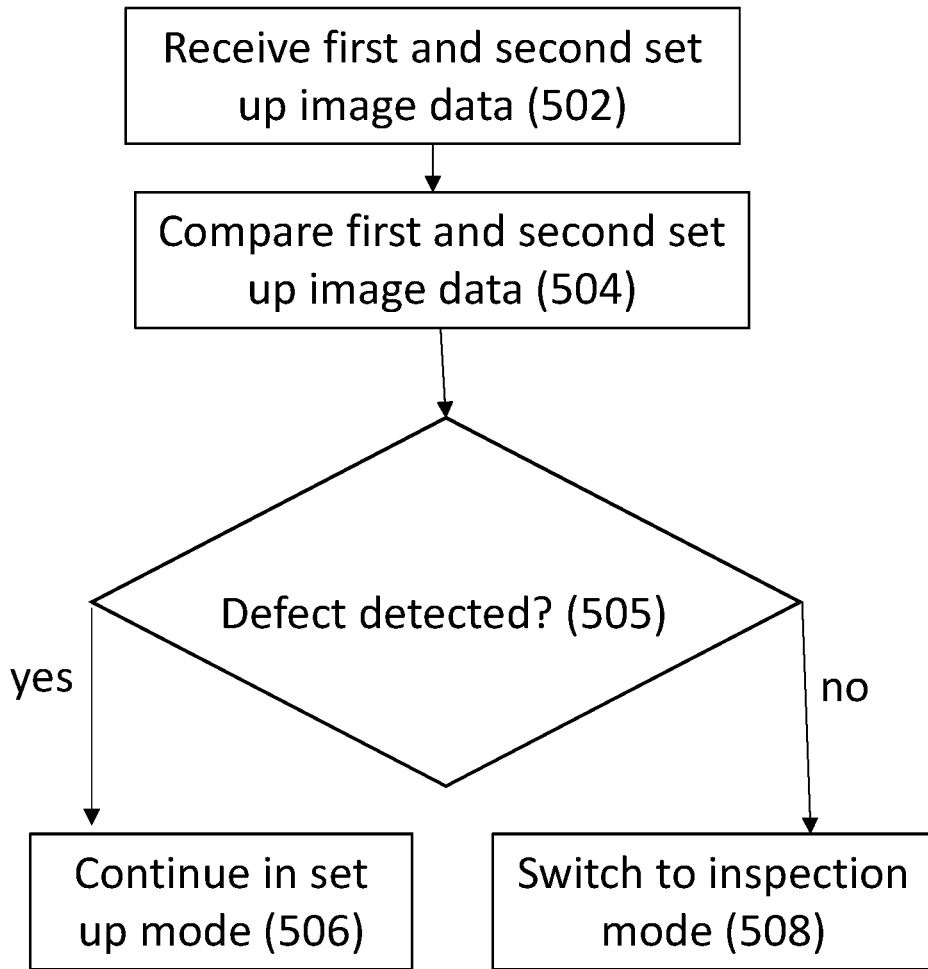 Receive first and second set
up image data (502)
Compare first and second set
up image data (504)
Defect detected? (505)
yes
no
Continue in set
up mode (506)
Switch to inspection
mode (508)